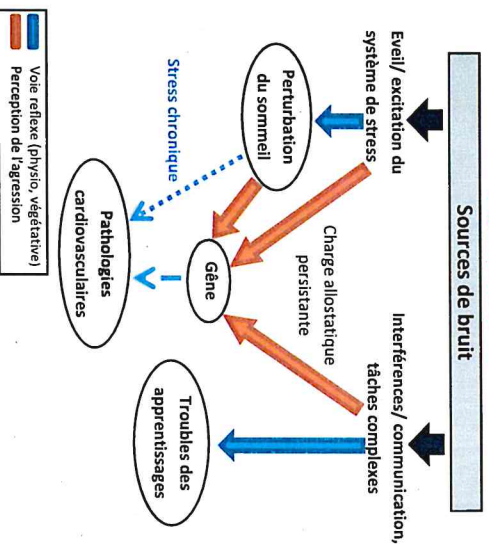 Sources de bruit
Eveil/ excitation du
système de stress
Interférences/ communication,
tâches complexes
Charge allostatique
persistante
Perturbation
du sommeil
Gêne
Troubles des
apprentissages
Stress chronique
Pathologies
cardiovasculaires
Voie reflexe (physio, végétative)
Perception de l'agression